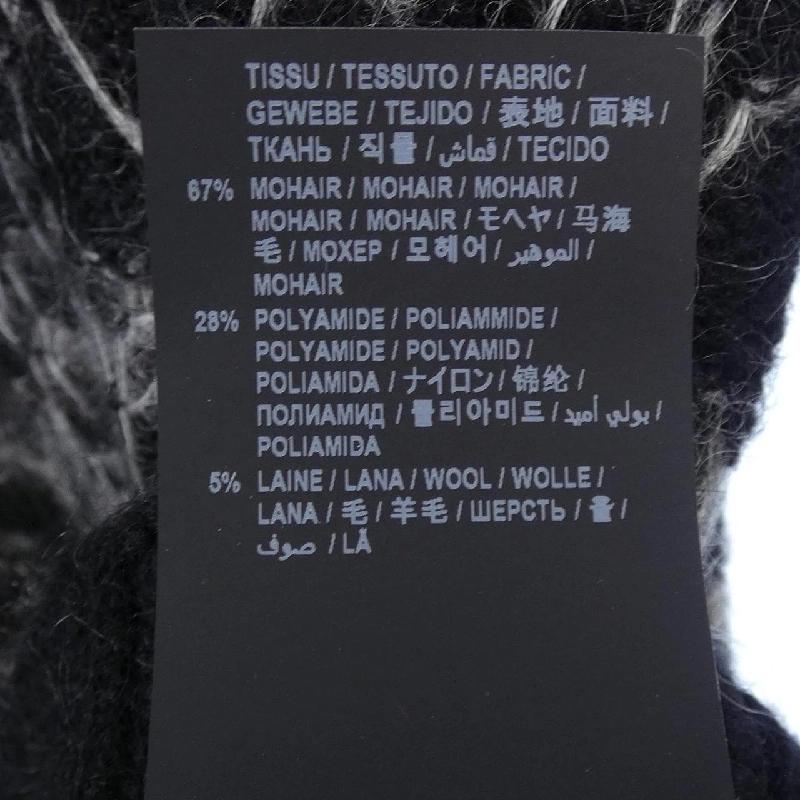 TISSU / TESSUTO / FABRIC /
GEWEBE / TEJIDO / 表地 / 面料 /
ТКАНЬ / 직물 / قماش / TECIDO
67% MOHAIR / MOHAIR / MOHAIR /
MOHAIR / MOHAIR / モヘヤ / 马海
毛 / МОХЕР / 모헤어 / الموهير /
MOHAIR
28% POLYAMIDE / POLIAMMIDE /
POLYAMIDE / POLYAMID /
POLIAMIDA / ナイロン / 锦纶 /
ПОЛИАМИД / 폴리아미드 / بولي أميد /
POLIAMIDA
5% LAINE / LANA / WOOL / WOLLE /
LANA / 毛 / 羊毛 / ШЕРСТЬ / 울 /
صوف / LÃ